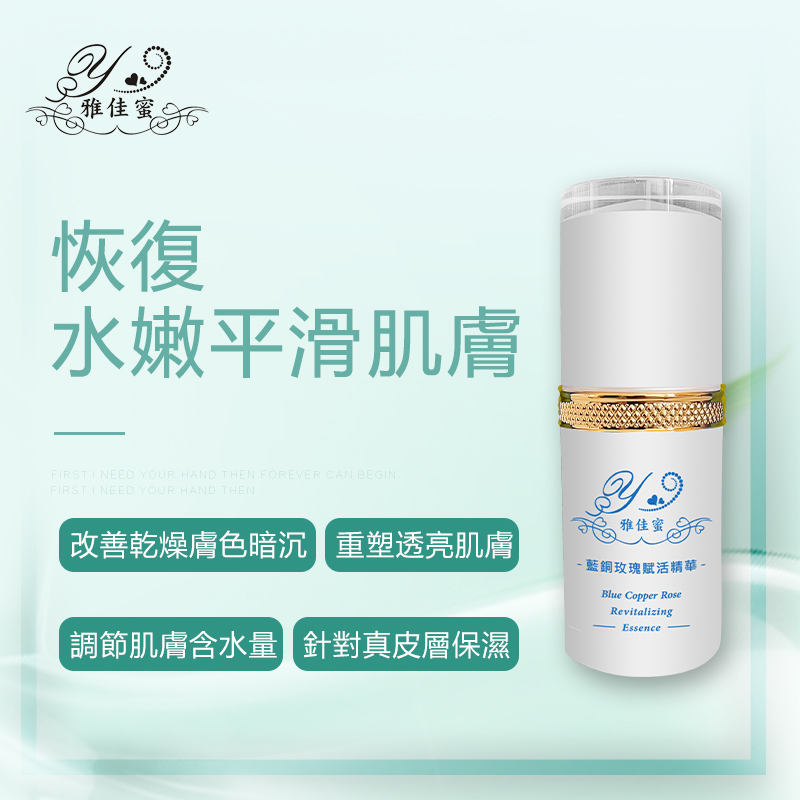 雅佳蜜
恢復
水嫩平滑肌膚
FIRST I NEED YOUR HAND THEN FOREVER CAN BEGIN.
FIRST I NEED YOUR HAND THEN
改善乾燥膚色暗沉
重塑透亮肌膚
調節肌膚含水量
針對真皮層保濕
雅佳蜜
- 藍銅玫瑰賦活精華 -
Blue Copper Rose
Revitalizing
Essence